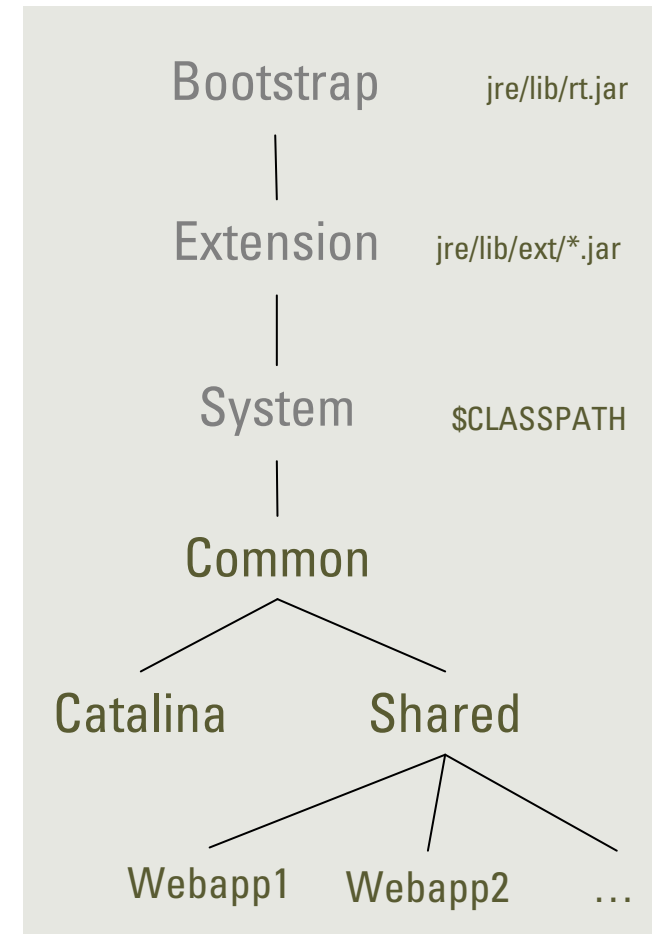 Bootstrap jre/lib/rt.jar
Extension jre/lib/ext/*.jar
System $CLASSPATH
Common
Catalina Shared
Webapp1 Webapp2 ...